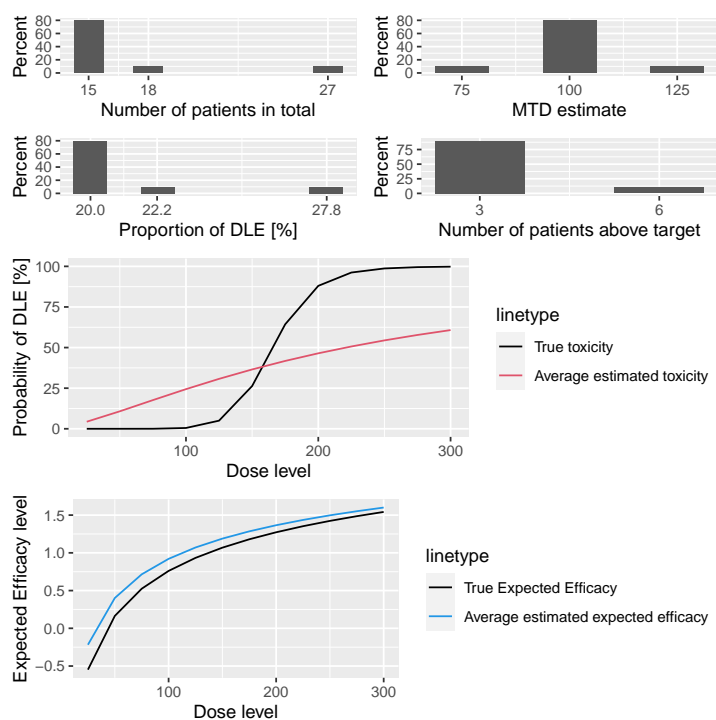 Percent
80
60
40
20
0
15
18
27
Number of patients in total
Percent
80
60
40
20
0
75
100
125
MTD estimate
Percent
80
60
40
20
0
20.0
22.2
27.8
Proportion of DLE [%]
Percent
75
50
25
0
3
6
Number of patients above target
Probability of DLE [%]
100
75
50
25
0
100
200
300
Dose level
linetype
True toxicity
Average estimated toxicity
Expected Efficacy level
1.5
1.0
0.5
0.0
−0.5
100
200
300
Dose level
linetype
True Expected Efficacy
Average estimated expected efficacy